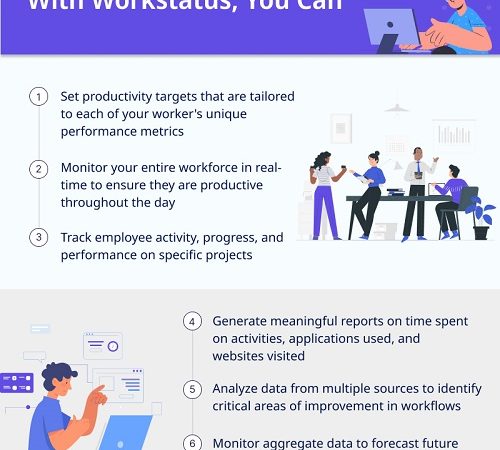 With Workstatus, You Can
1
Set productivity targets that are tailored
to each of your worker's unique
performance metrics
2
Monitor your entire workforce in real-
time to ensure they are productive
throughout the day
3
Track employee activity, progress, and
performance on specific projects
4
Generate meaningful reports on time spent
on activities, applications used, and
websites visited
5
Analyze data from multiple sources to identify
critical areas of improvement in workflows
6
Monitor aggregate data to forecast future